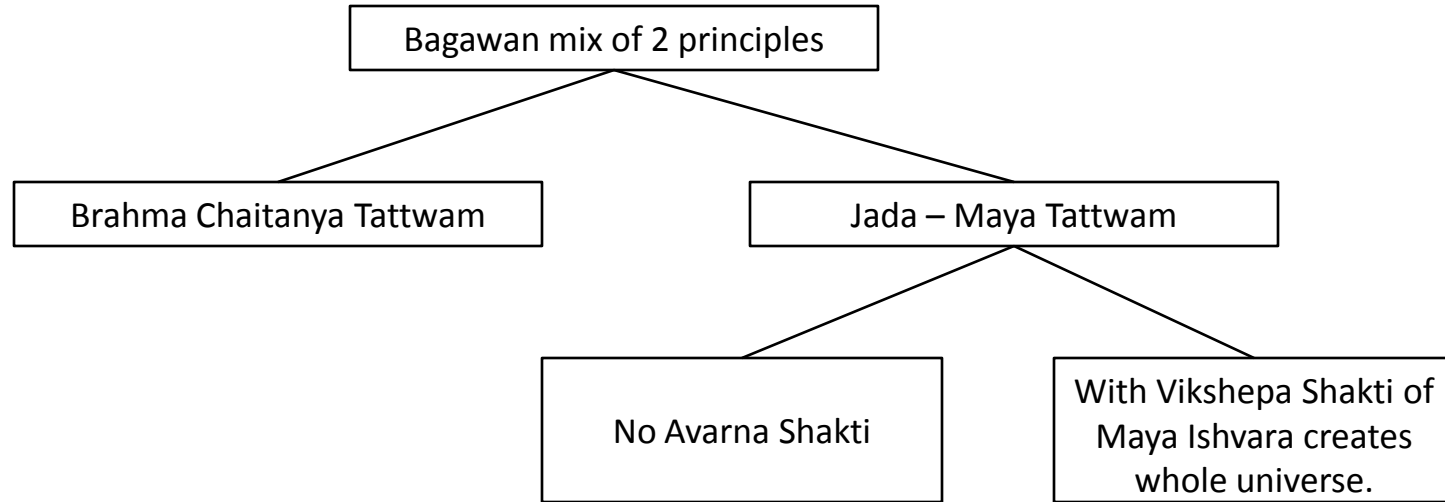 Bagawan mix of 2 principles
Brahma Chaitanya Tattwam
Jada – Maya Tattwam
No Avarna Shakti
With Vikshepa Shakti of
Maya Ishvara creates
whole universe.